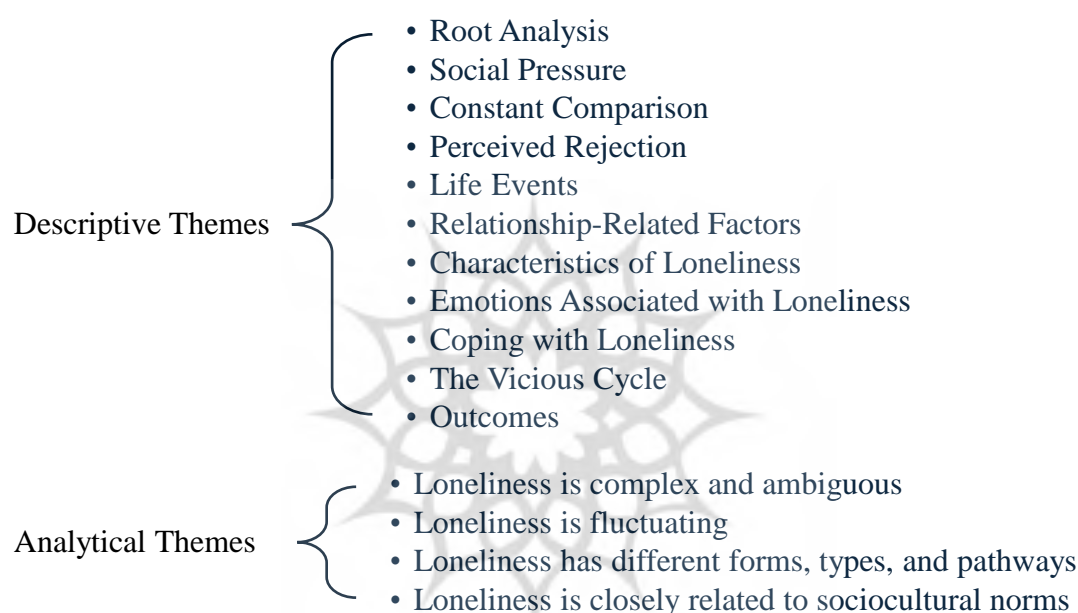 • Root Analysis
• Social Pressure
• Constant Comparison
• Perceived Rejection
• Life Events
Descriptive Themes
• Relationship-Related Factors
• Characteristics of Loneliness
• Emotions Associated with Loneliness
• Coping with Loneliness
• The Vicious Cycle
• Outcomes
• Loneliness is complex and ambiguous
• Loneliness is fluctuating
Analytical Themes
• Loneliness has different forms, types, and pathways
• Loneliness is closely related to sociocultural norms